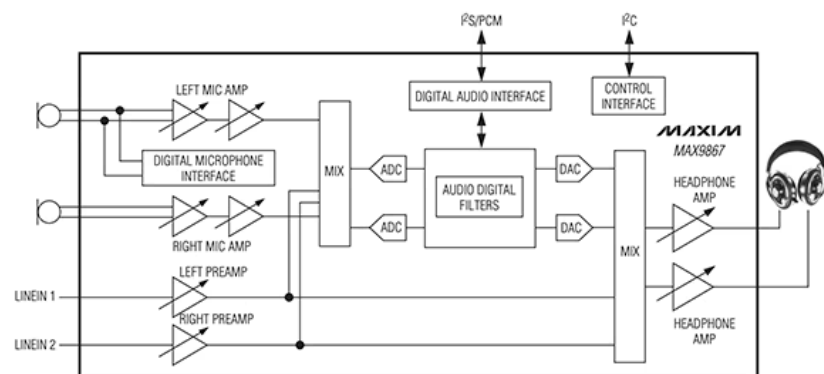 I²S/PCM
I²C
LEFT MIC AMP
DIGITAL AUDIO INTERFACE
CONTROL
INTERFACE
MAXIM
MAX9867
DIGITAL MICROPHONE
INTERFACE
MIX
ADC
DAC
AUDIO DIGITAL
FILTERS
HEADPHONE
AMP
RIGHT MIC AMP
ADC
DAC
MIX
LEFT PREAMP
LINEIN 1
RIGHT PREAMP
LINEIN 2
HEADPHONE
AMP